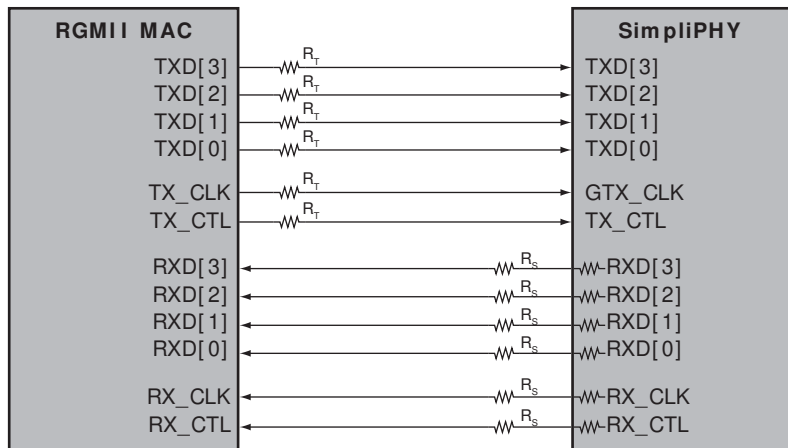 RGMII MAC SimpliPHY
TXD[3] R_T TXD[3]
TXD[2] R_T TXD[2]
TXD[1] R_T TXD[1]
TXD[0] R_T TXD[0]
TX_CLK R_T GTX_CLK
TX_CTL R_T TX_CTL
RXD[3] R_S RXD[3]
RXD[2] R_S RXD[2]
RXD[1] R_S RXD[1]
RXD[0] R_S RXD[0]
RX_CLK R_S RX_CLK
RX_CTL R_S RX_CTL